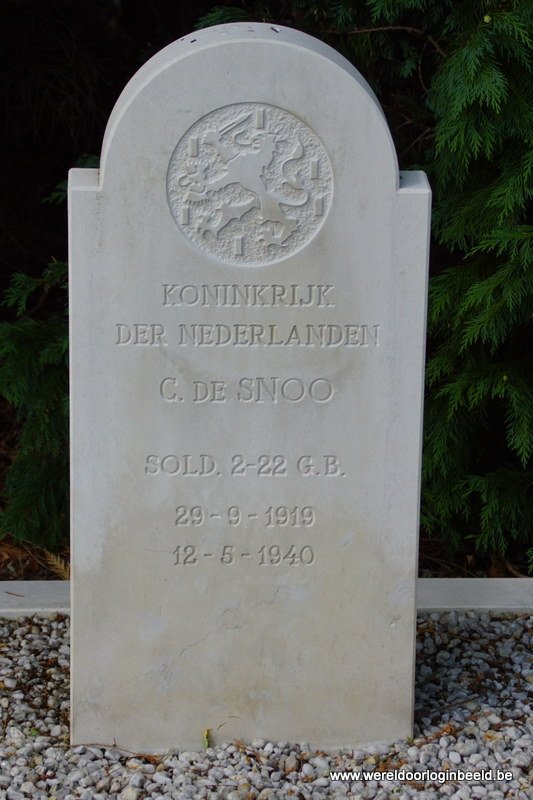 KONINKRIJK
DER NEDERLANDEN
C. DE SNOO
SOLD. 2-22 G.B.
29-9-1919
12-5-1940
www.wereldoorloginbeeld.be